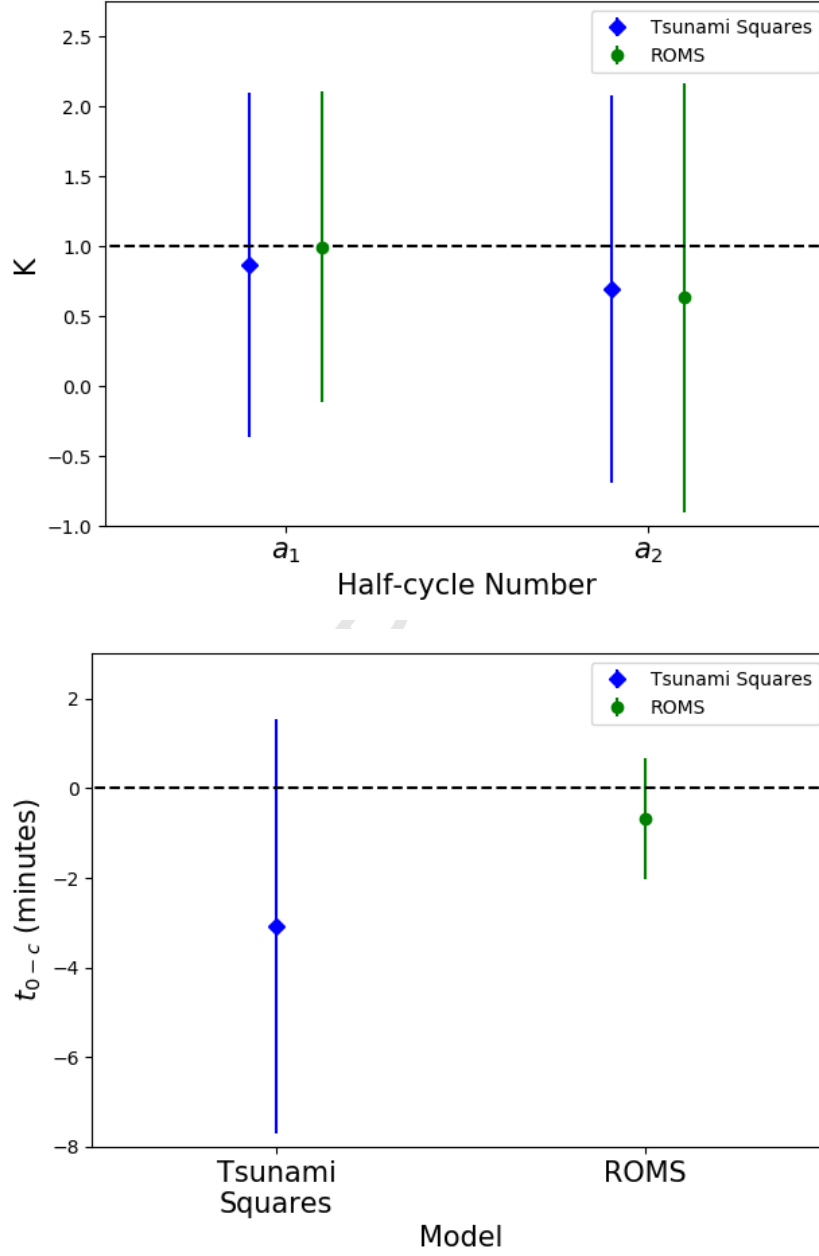 2.5
2.0
1.5
1.0
0.5
0.0
−0.5
−1.0
K
Tsunami Squares
ROMS
a1
a2
Half-cycle Number
2
0
−2
−4
−6
−8
t0 − c (minutes)
Tsunami Squares
ROMS
Tsunami
Squares
ROMS
Model